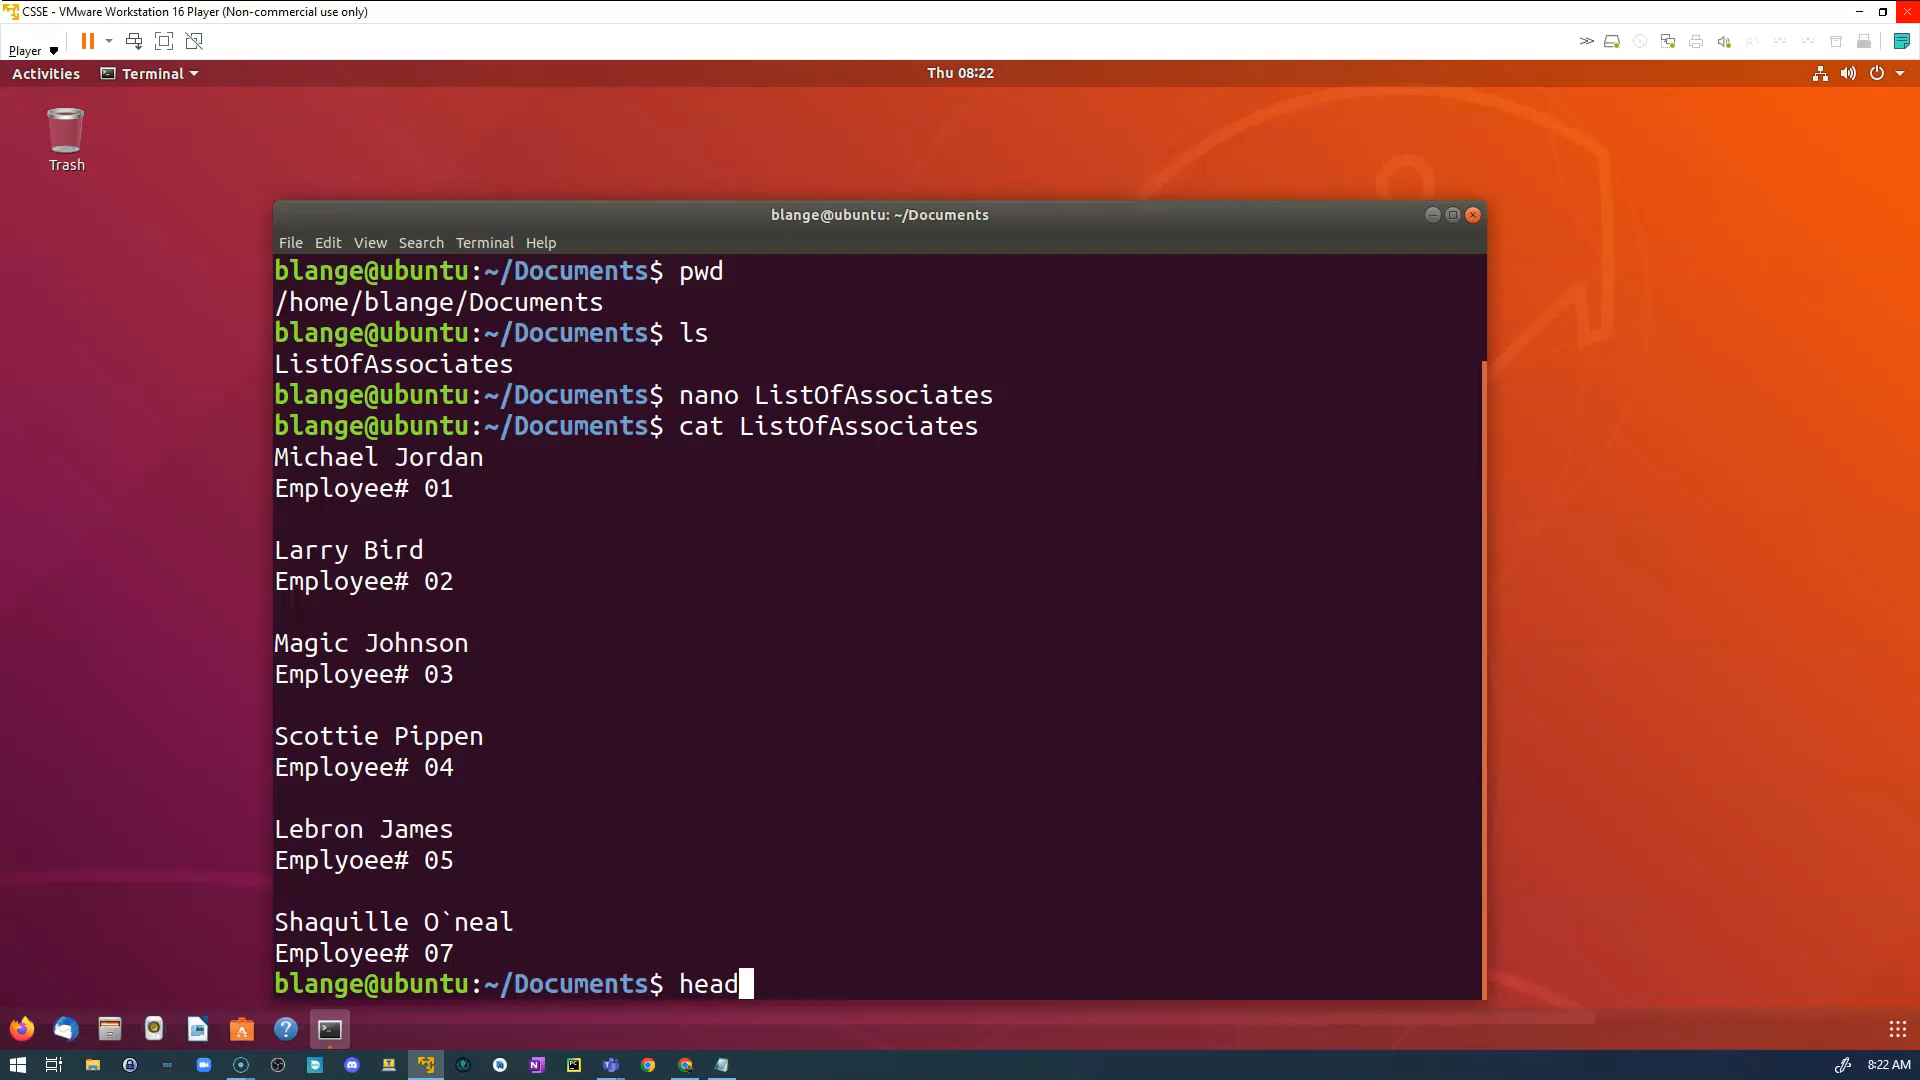 CSSE - VMware Workstation 16 Player (Non-commercial use only)
Player
Activities Terminal Thu 08:22
Trash
blange@ubuntu: ~/Documents
File Edit View Search Terminal Help
blange@ubuntu:~/Documents$ pwd
/home/blange/Documents
blange@ubuntu:~/Documents$ ls
ListOfAssociates
blange@ubuntu:~/Documents$ nano ListOfAssociates
blange@ubuntu:~/Documents$ cat ListOfAssociates
Michael Jordan
Employee# 01
Larry Bird
Employee# 02
Magic Johnson
Employee# 03
Scottie Pippen
Employee# 04
Lebron James
Emplyoee# 05
Shaquille O`neal
Employee# 07
blange@ubuntu:~/Documents$ head
8:22 AM